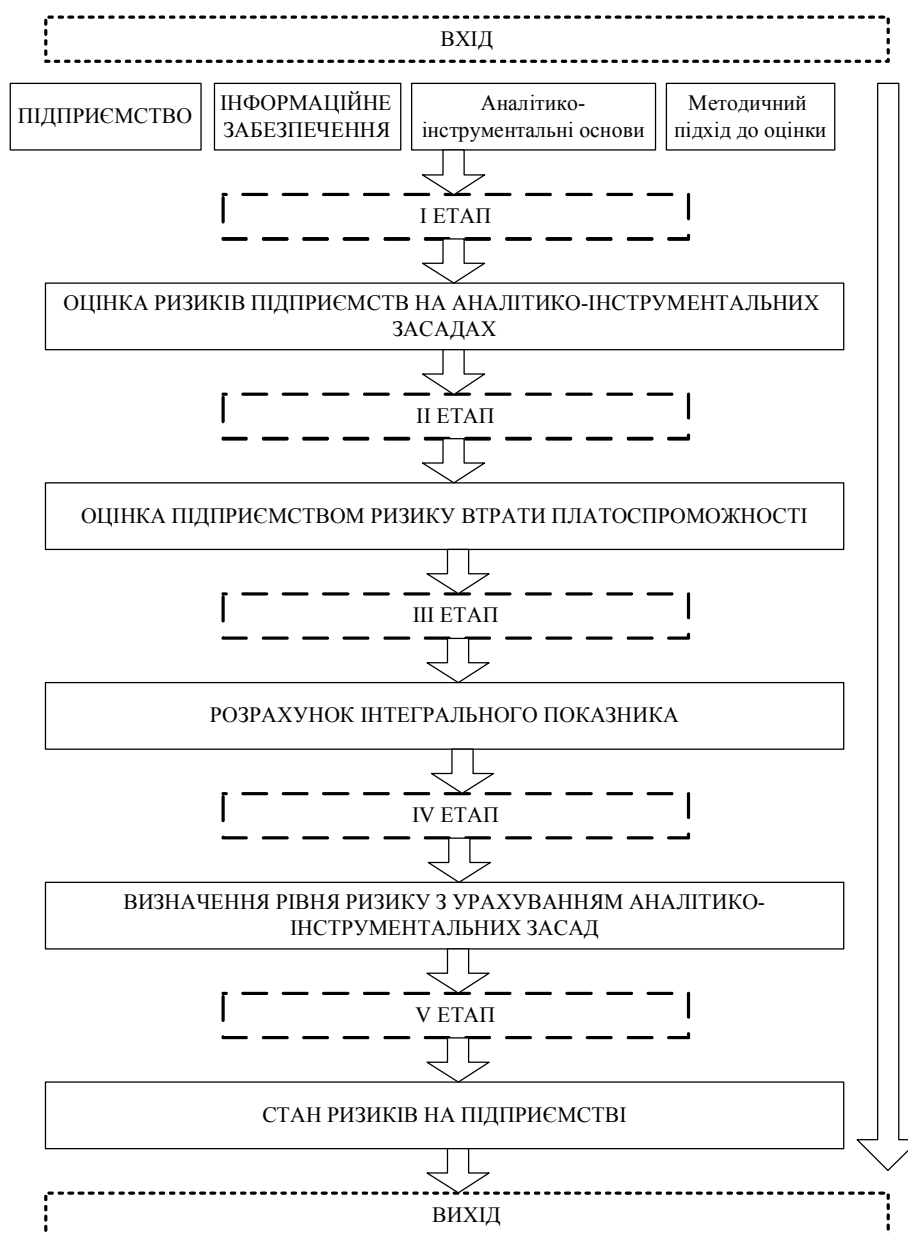 ВХІД
ПІДПРИЄМСТВО
ІНФОРМАЦІЙНЕ
ЗАБЕЗПЕЧЕННЯ
Аналітико-
інструментальні основи
Методичний
підхід до оцінки
I ЕТАП
ОЦІНКА РИЗИКІВ ПІДПРИЄМСТВ НА АНАЛІТИКО-ІНСТРУМЕНТАЛЬНИХ
ЗАСАДАХ
II ЕТАП
ОЦІНКА ПІДПРИЄМСТВОМ РИЗИКУ ВТРАТИ ПЛАТОСПРОМОЖНОСТІ
III ЕТАП
РОЗРАХУНОК ІНТЕГРАЛЬНОГО ПОКАЗНИКА
IV ЕТАП
ВИЗНАЧЕННЯ РІВНЯ РИЗИКУ З УРАХУВАННЯМ АНАЛІТИКО-
ІНСТРУМЕНТАЛЬНИХ ЗАСАД
V ЕТАП
СТАН РИЗИКІВ НА ПІДПРИЄМСТВІ
ВИХІД